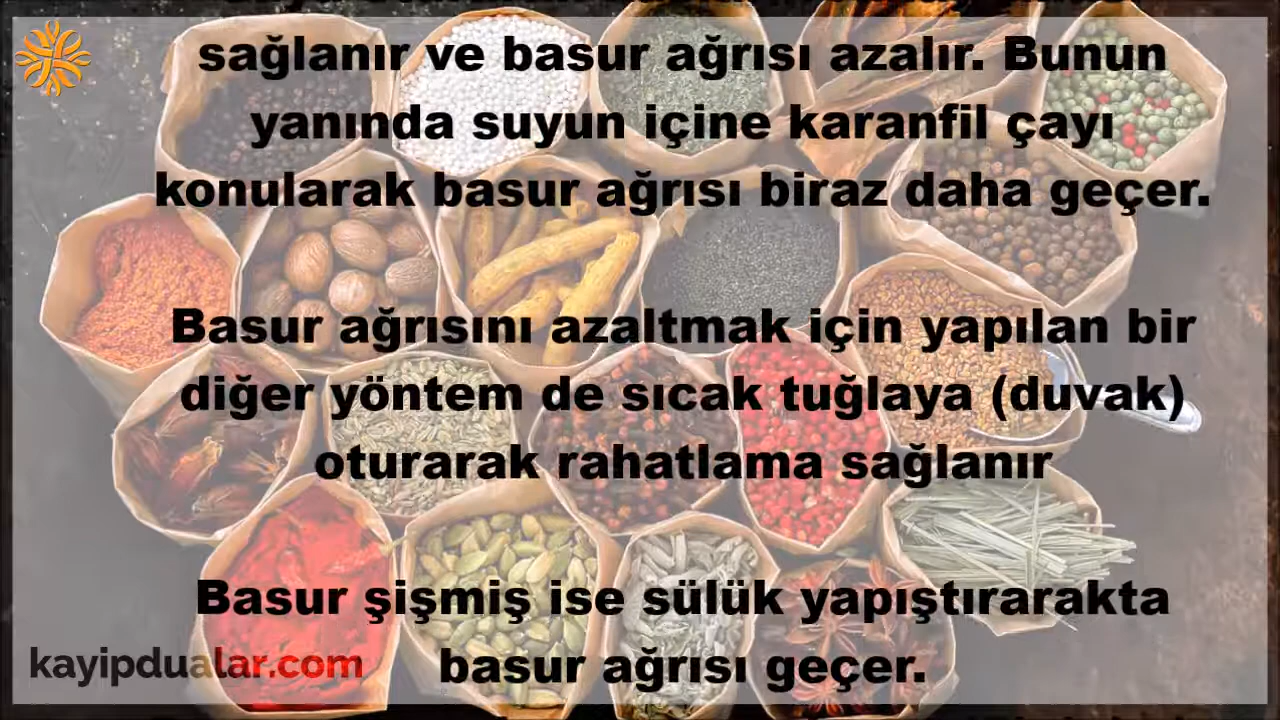 sağlanır ve basur ağrısı azalır. Bunun
yanında suyun içine karanfil çayı
konularak basur ağrısı biraz daha geçer.
Basur ağrısını azaltmak için yapılan bir
diğer yöntem de sıcak tuğlaya (duvak)
oturarak rahatlama sağlanır
Basur şişmiş ise sülük yapıştırarakta
basur ağrısı geçer.
kayipdualar.com